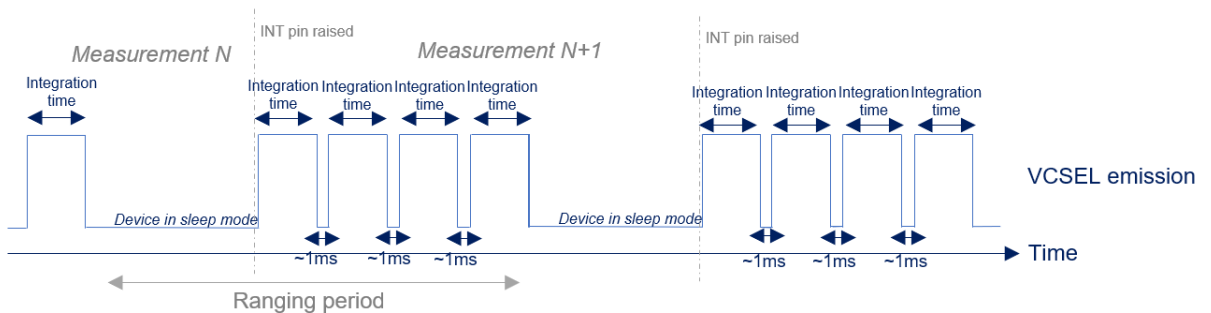 INT pin raised
INT pin raised
Measurement N
Measurement N+1
Integration
time
Integration
time
Integration
time
Integration
time
Integration
time
Integration
time
Integration
time
Integration
time
Integration
time
VCSEL emission
Device in sleep mode
Device in sleep mode
~1ms
~1ms
~1ms
~1ms
~1ms
~1ms
Time
Ranging period